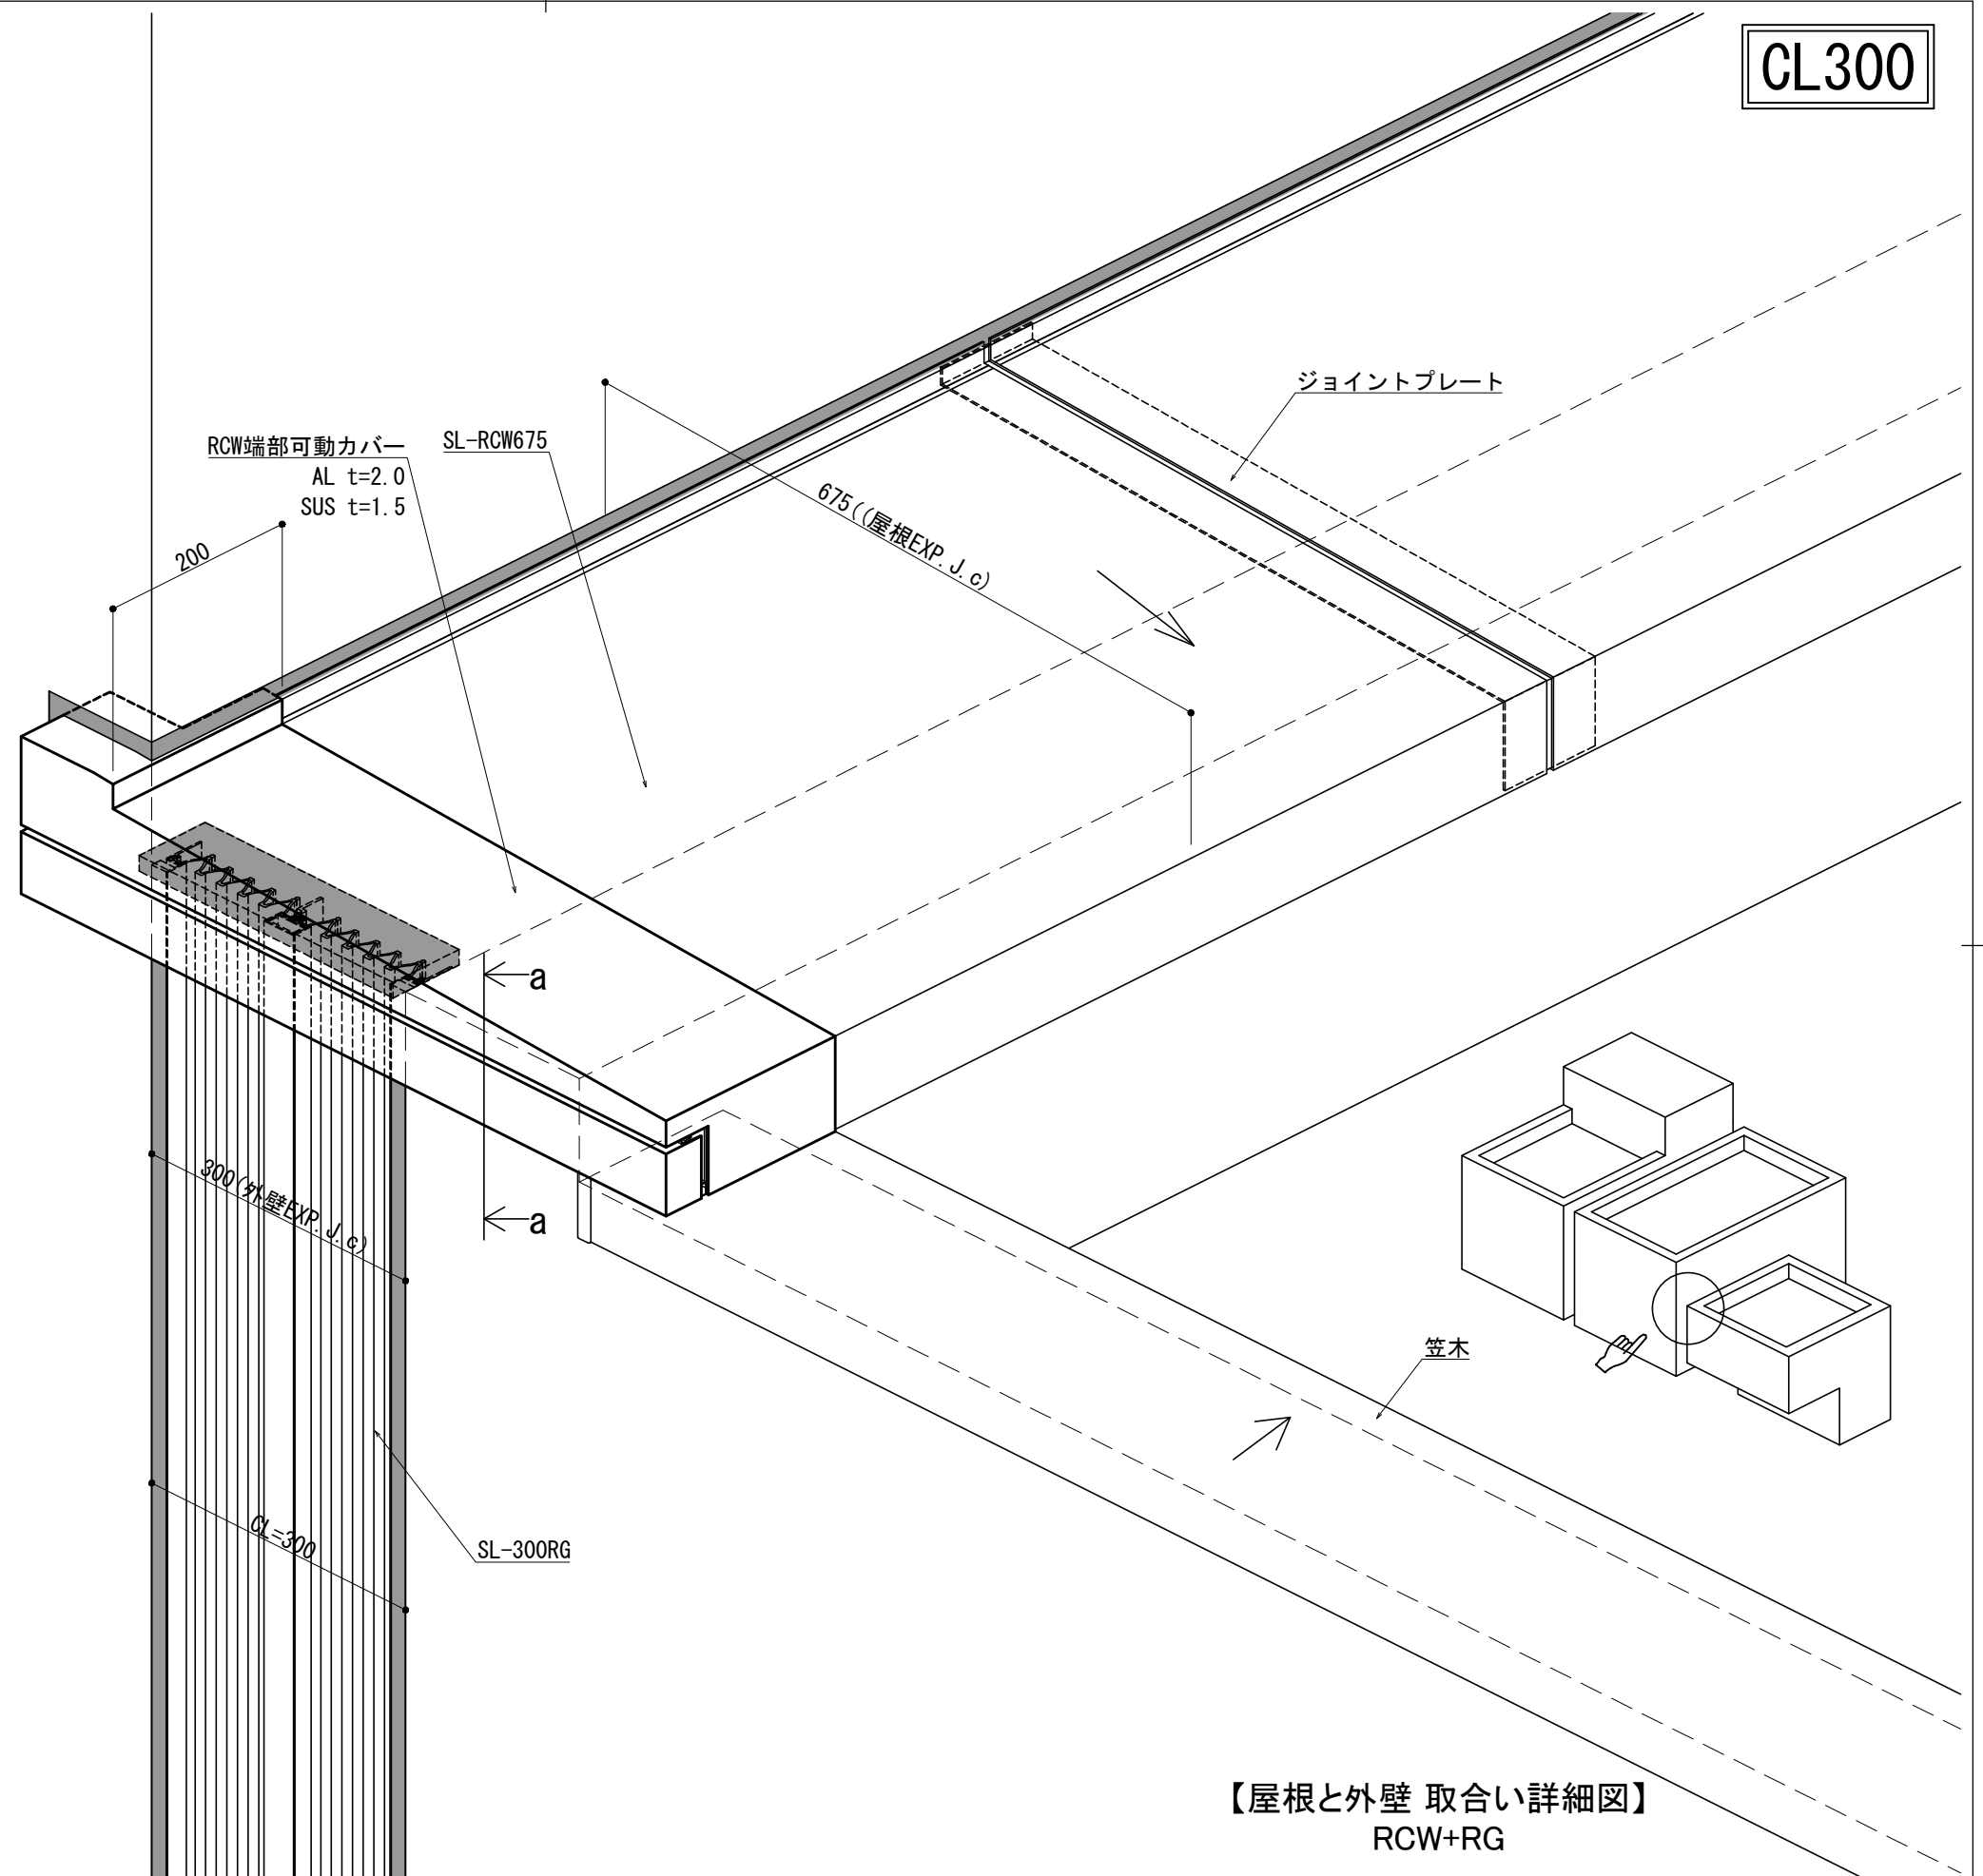 CL300
ジョイントプレート
RCW端部可動カバー
AL t=2.0
SUS t=1.5
SL-RCW675
675((屋根EXP.J.c)
200
a
a
300(外壁EXP.J.c)
CL=300
SL-300RG
笠木
【屋根と外壁 取合い詳細図】
RCW+RG